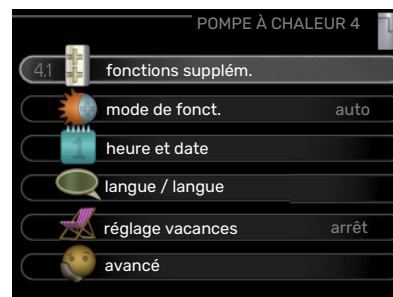 POMPE À CHALEUR 4
4.1 fonctions supplém.
mode de fonct. auto
1
heure et date
langue / langue
réglage vacances arrêt
avancé